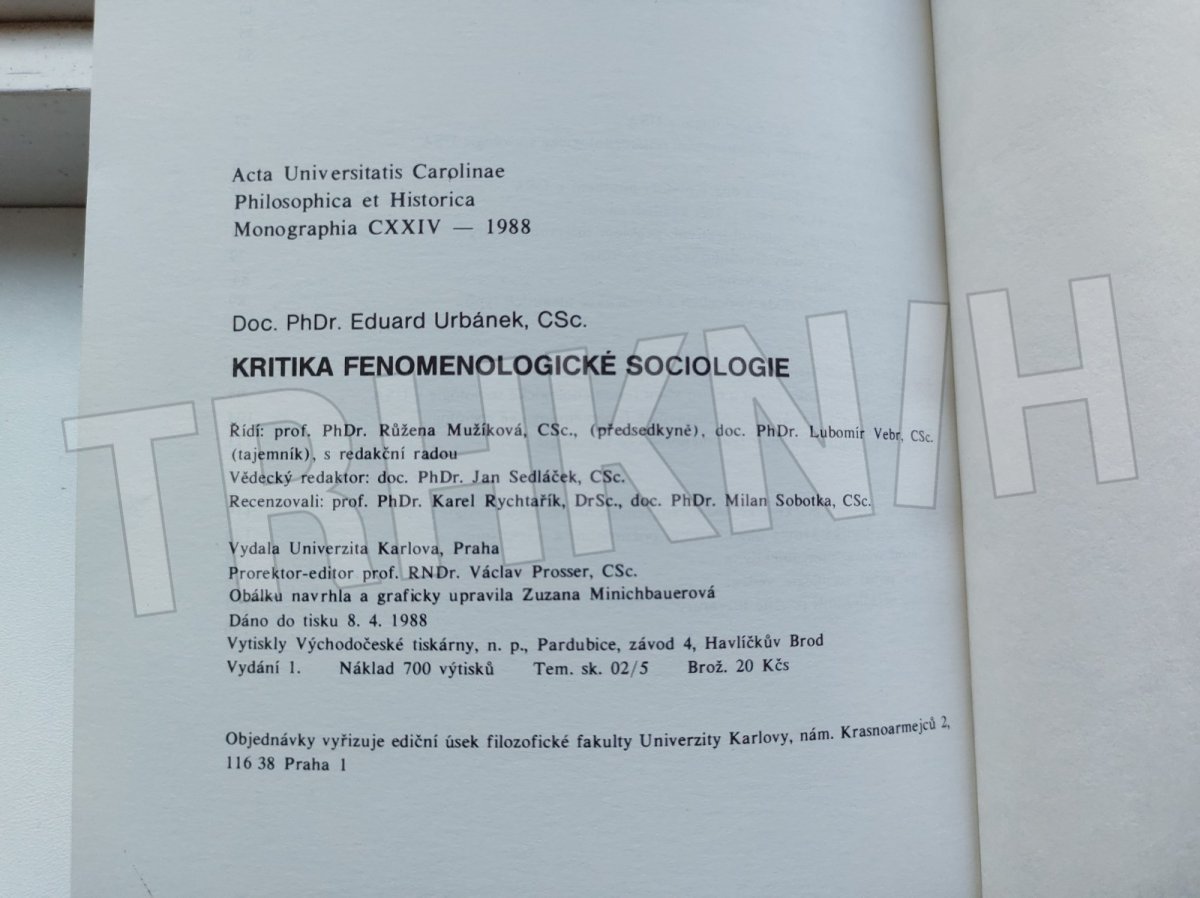 Acta Universitatis Carolinae
Philosophica et Historica
Monographia CXXIV — 1988
Doc. PhDr. Eduard Urbánek, CSc.
KRITIKA FENOMENOLOGICKÉ SOCIOLOGIE
Řídí: prof. PhDr. Růžena Mužíková, CSc., (předsedkyně), doc. PhDr. Lubomír Vebr, CSc.
(tajemník), s redakční radou
Vědecký redaktor: doc. PhDr. Jan Sedláček, CSc.
Recenzovali: prof. PhDr. Karel Rychtařík, DrSc., doc. PhDr. Milan Sobotka, CSc.
Vydala Univerzita Karlova, Praha
Prorektor-editor prof. RNDr. Václav Prosser, CSc.
Obálku navrhla a graficky upravila Zuzana Minichbauerová
Dáno do tisku 8. 4. 1988
Vytiskly Východočeské tiskárny, n. p., Pardubice, závod 4, Havlíčkův Brod
Vydání 1. Náklad 700 výtisků Tem. sk. 02/5 Brož. 20 Kčs
Objednávky vyřizuje ediční úsek filozofické fakulty Univerzity Karlovy, nám. Krasnoarmejců 2,
116 38 Praha 1
TRHKNIH